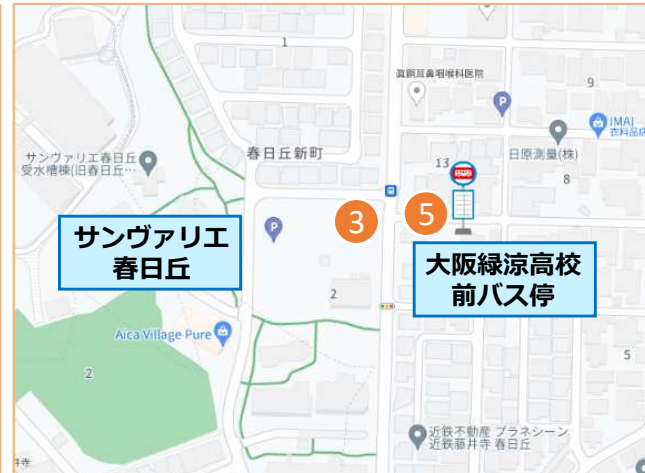 1
眞銅耳鼻咽喉科医院
9
P
IMAI
衣料品店
サンヴァリエ春日丘
受水槽棟(旧春日丘…
春日丘新町
13
日原測量(株)
8
3
5
P
サンヴァリエ
春日丘
大阪緑涼高校
前バス停
2
Aica Village Pure
2
5
近鉄不動産 プラネシーン
近鉄藤井寺 春日丘
井寺